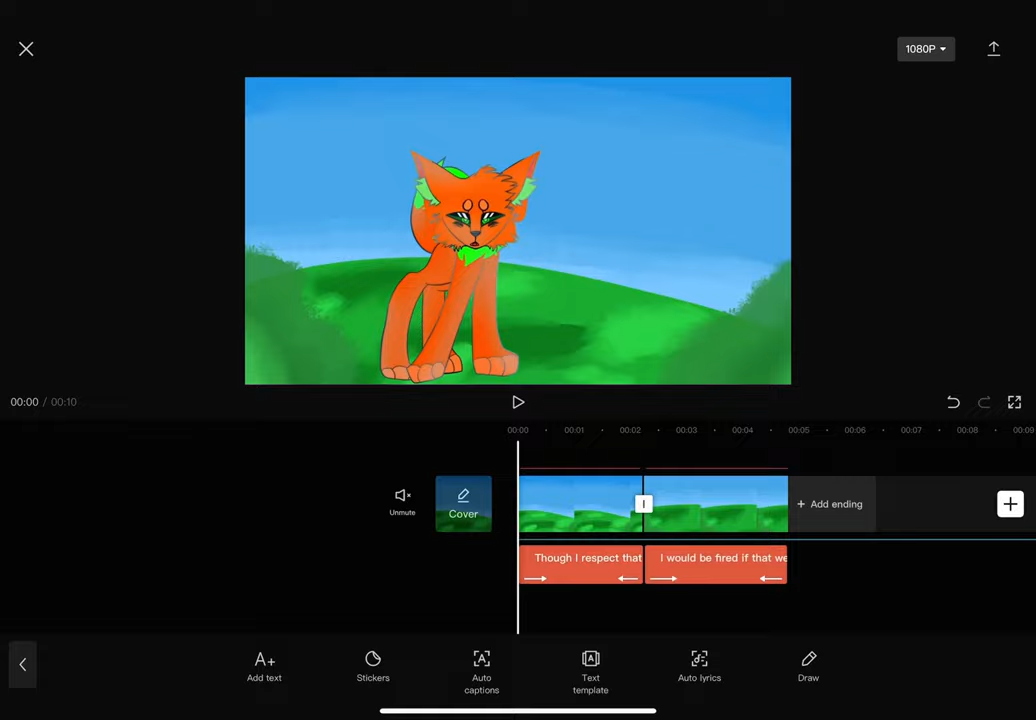 1080P
00:00 / 00:10
00:00 00:01 00:02 00:03 00:04 00:05 00:06 00:07 00:08 00:09
Unmute
Cover
+ Add ending
Though I respect that
I would be fired if that we
A+
Add text
Stickers
A
Auto
captions
A
Text
template
Auto lyrics
Draw